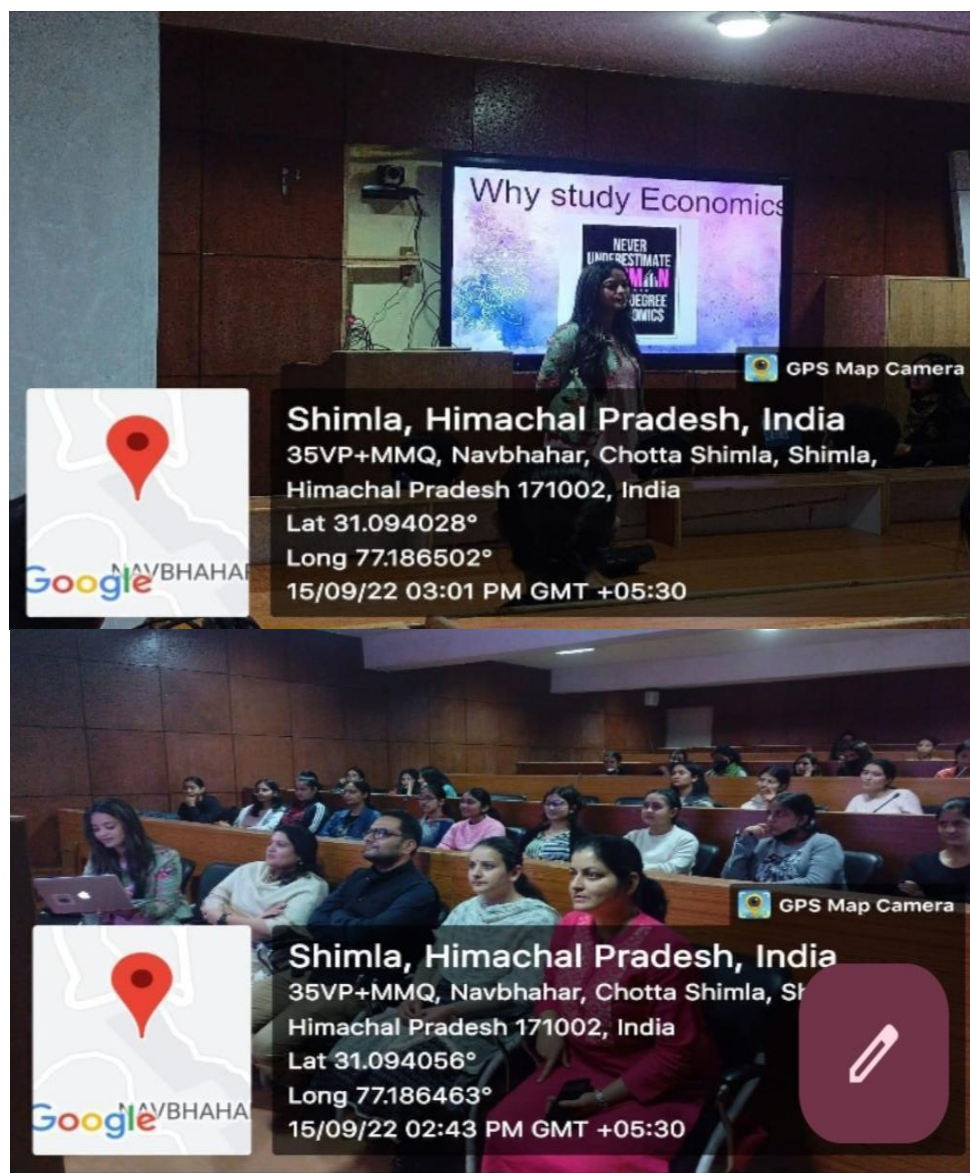 Why study Economics
NEVER
UNDERESTIMATE
DEGREE
GPS Map Camera
Shimla, Himachal Pradesh, India
35VP+MMQ, Navbhahar, Chotta Shimla, Shimla,
Himachal Pradesh 171002, India
Lat 31.094028°
Long 77.186502°
15/09/22 03:01 PM GMT +05:30
Google
NAVBHAHA
GPS Map Camera
Shimla, Himachal Pradesh, India
35VP+MMQ, Navbhahar, Chotta Shimla, Sh
Himachal Pradesh 171002, India
Lat 31.094056°
Long 77.186463°
15/09/22 02:43 PM GMT +05:30
Google
NAVBHAHA